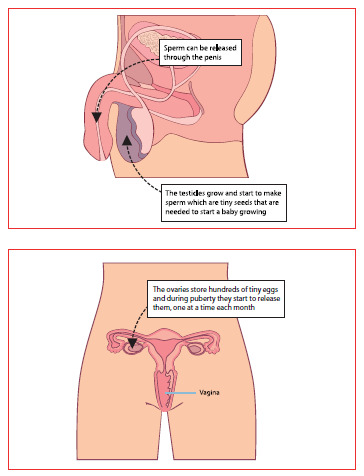 Sperm can be released
through the penis
The testicles grow and start to make
sperm which are tiny seeds that are
needed to start a baby growing
The ovaries store hundreds of tiny eggs
and during puberty they start to release
them, one at a time each month
Vagina